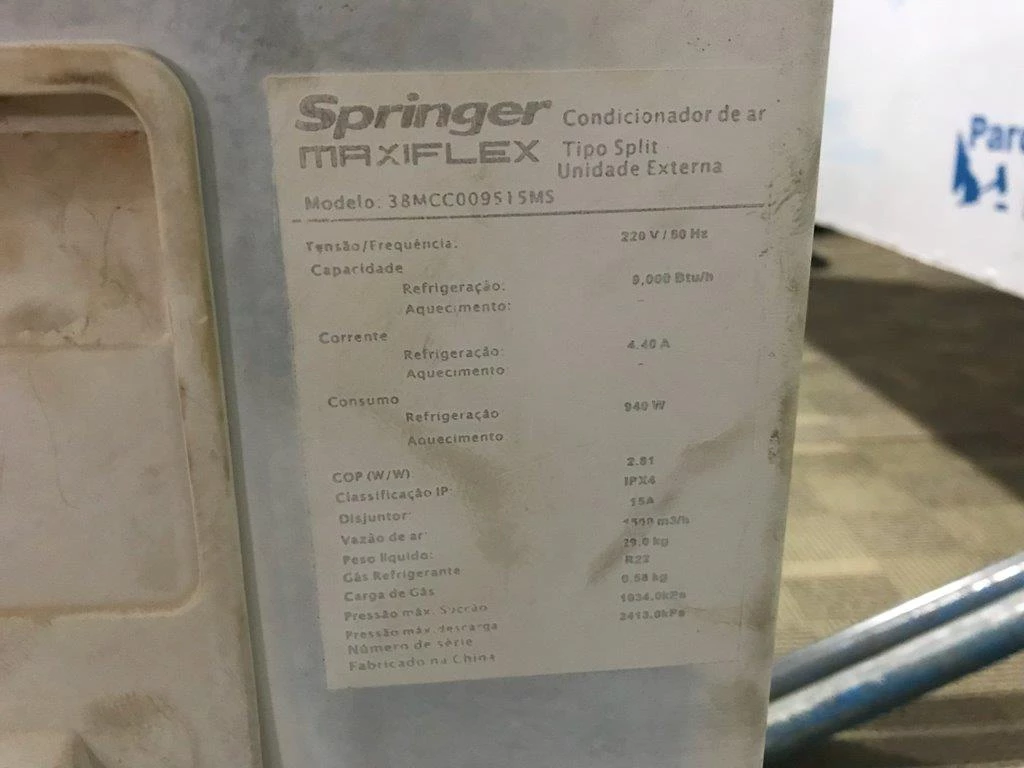 Springer
MAXIFLEX
Condicionador de ar
Tipo Split
Unidade Externa
Modelo: 38MCC009515MS
Tensão/Frequência: 220 V / 60 Hz
Capacidade
Refrigeração: 9,000 Btu/h
Aquecimento: -
Corrente
Refrigeração: 4.40 A
Aquecimento -
Consumo
Refrigeração 940 W
Aquecimento
COP (W/W) 2.81
Classificação IP: IPX4
Disjuntor: 15A
Vazão de ar: m3/h
Peso líquido: 29.0 kg
Gás Refrigerante R22
Carga de Gás 0.58 kg
Pressão máx. Sucção 1034.0kPa
Pressão máx. descarga 2413.0kPa
Número de série
Fabricado na China